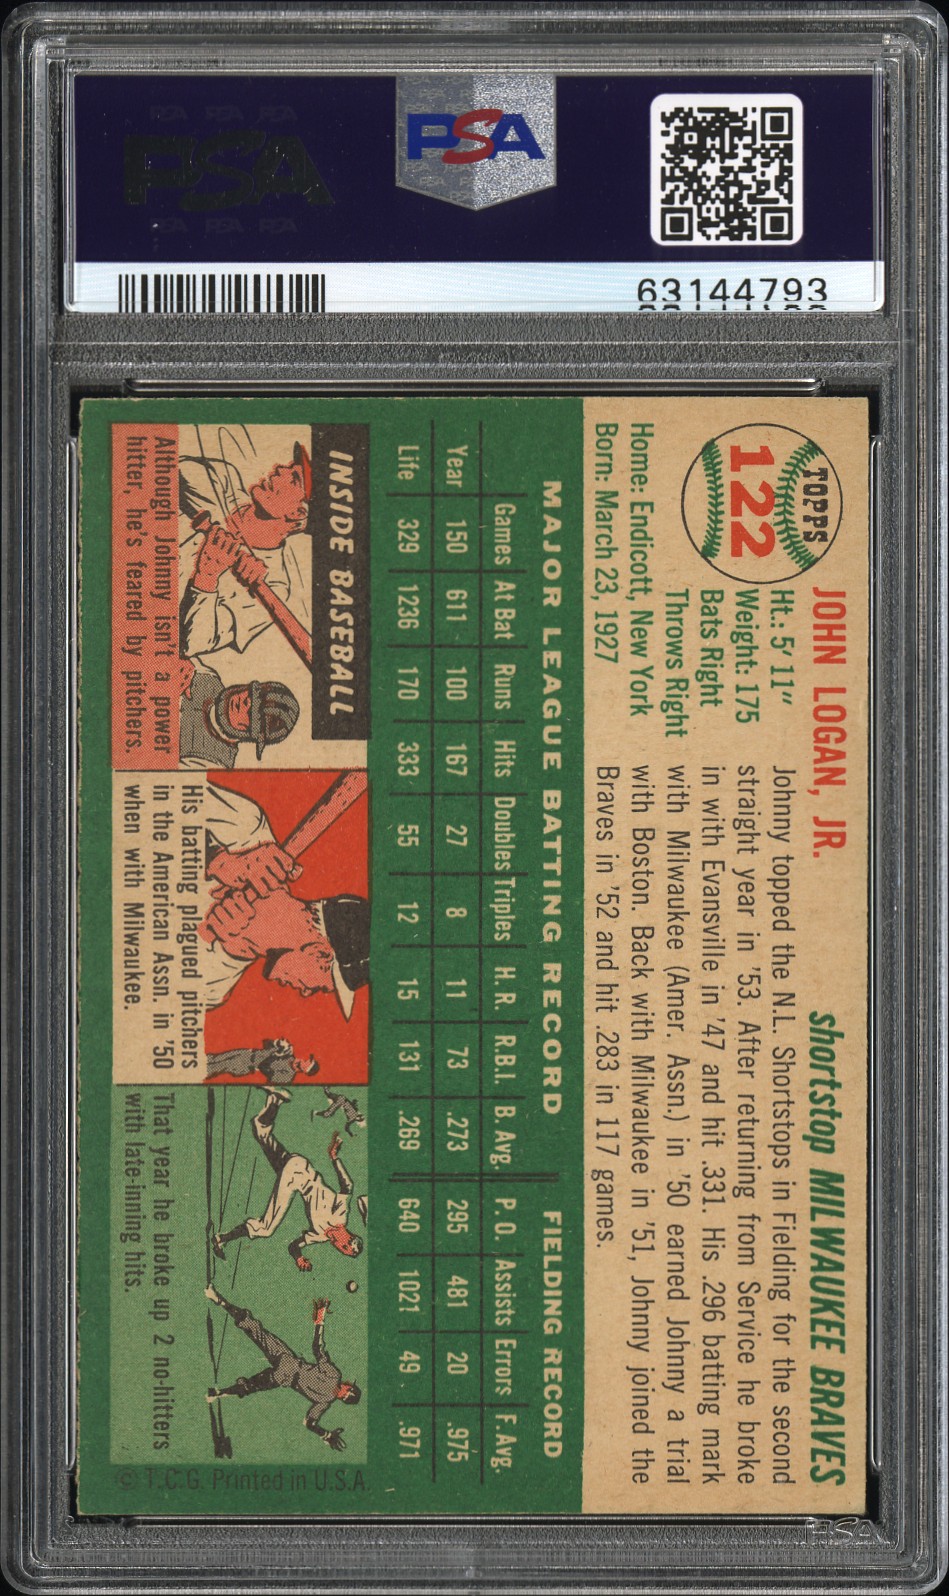 PSA
63144793
TOPPS
122
JOHN LOGAN, JR.
shortstop MILWAUKEE BRAVES
Ht.: 5' 11"
Weight: 175
Bats Right
Throws Right
Home: Endicott, New York
Born: March 23, 1927
Johnny topped the N.L. Shortstops in Fielding for the second
straight year in '53. After returning from Service he broke
in with Evansville in '47 and hit .331. His .296 batting mark
with Milwaukee (Amer. Assn.) in '50 earned Johnny a trial
with Boston. Back with Milwaukee in '51, Johnny joined the
Braves in '52 and hit .283 in 117 games.
MAJOR LEAGUE BATTING RECORD FIELDING RECORD
Games At Bat Runs Hits Doubles Triples H. R. R.B.I. B. Avg. P. O. Assists Errors F. Avg.
Year 150 611 100 167 27 8 11 73 .273 295 481 20 .975
Life 329 1236 170 333 55 12 15 131 .269 640 1021 49 .971
INSIDE BASEBALL
Although Johnny isn't a power
hitter, he's feared by pitchers.
His batting plagued pitchers
in the American Assn. in '50
when with Milwaukee.
That year he broke up 2 no-hitters
with late-inning hits.
© T.C.G. Printed in U.S.A.